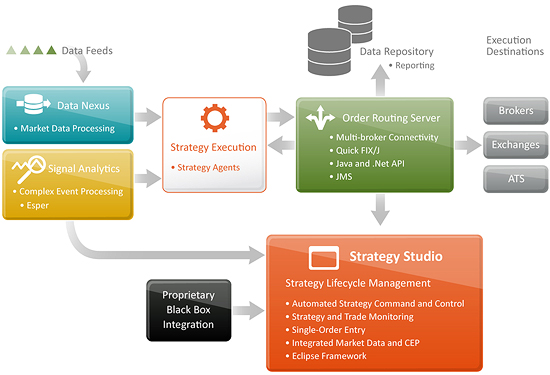 Data Feeds
Data Repository
• Reporting
Execution
Destinations
Data Nexus
• Market Data Processing
Signal Analytics
• Complex Event Processing
• Esper
Strategy Execution
• Strategy Agents
Order Routing Server
• Multi-broker Connectivity
• Quick FIX/J
• Java and .Net API
• JMS
Brokers
Exchanges
ATS
Proprietary
Black Box
Integration
Strategy Studio
Strategy Lifecycle Management
• Automated Strategy Command and Control
• Strategy and Trade Monitoring
• Single-Order Entry
• Integrated Market Data and CEP
• Eclipse Framework